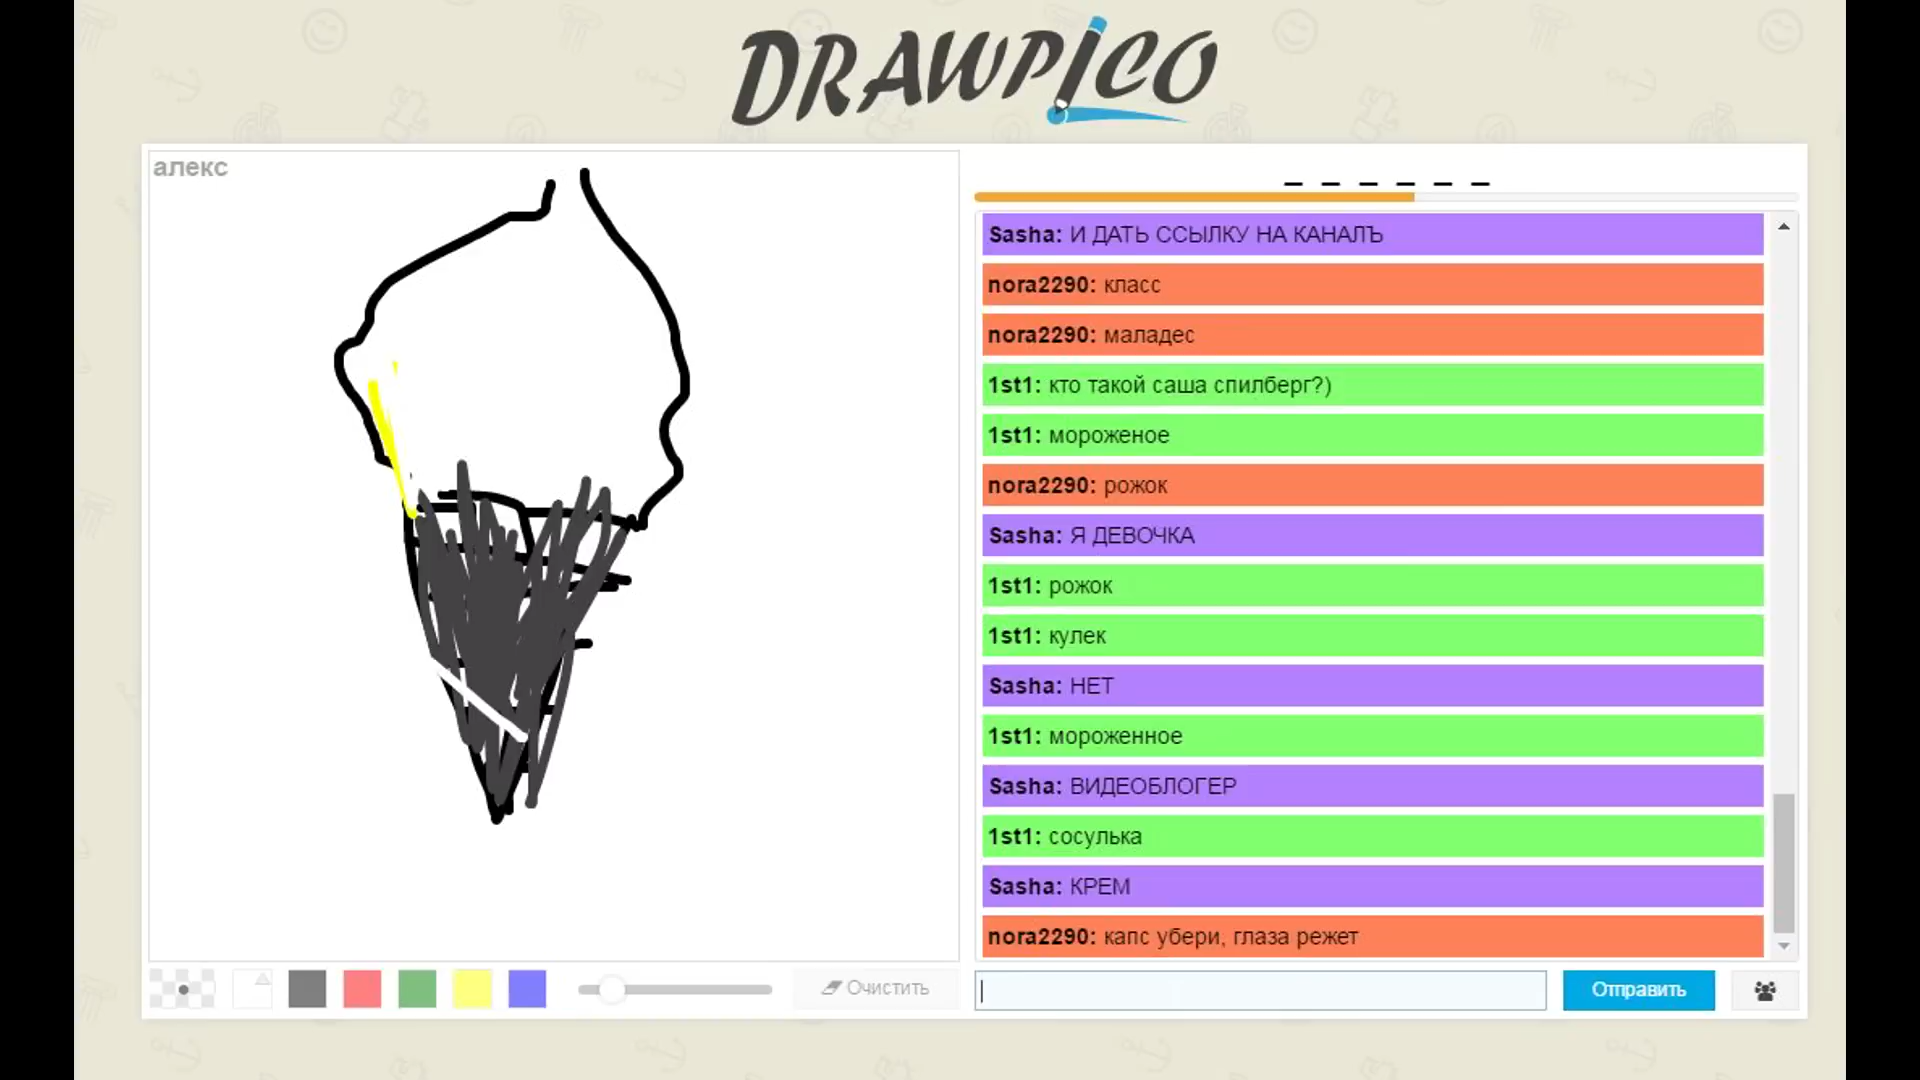 DRAWPICO
алекс
_ _ _ _ _ _
Sasha: И ДАТЬ ССЫЛКУ НА КАНАЛЪ
nora2290: класс
nora2290: маладес
1st1: кто такой саша спилберг?)
1st1: мороженое
nora2290: рожок
Sasha: Я ДЕВОЧКА
1st1: рожок
1st1: кулек
Sasha: НЕТ
1st1: мороженное
Sasha: ВИДЕОБЛОГЕР
1st1: сосулька
Sasha: КРЕМ
nora2290: капс убери, глаза режет
Очистить
Отправить